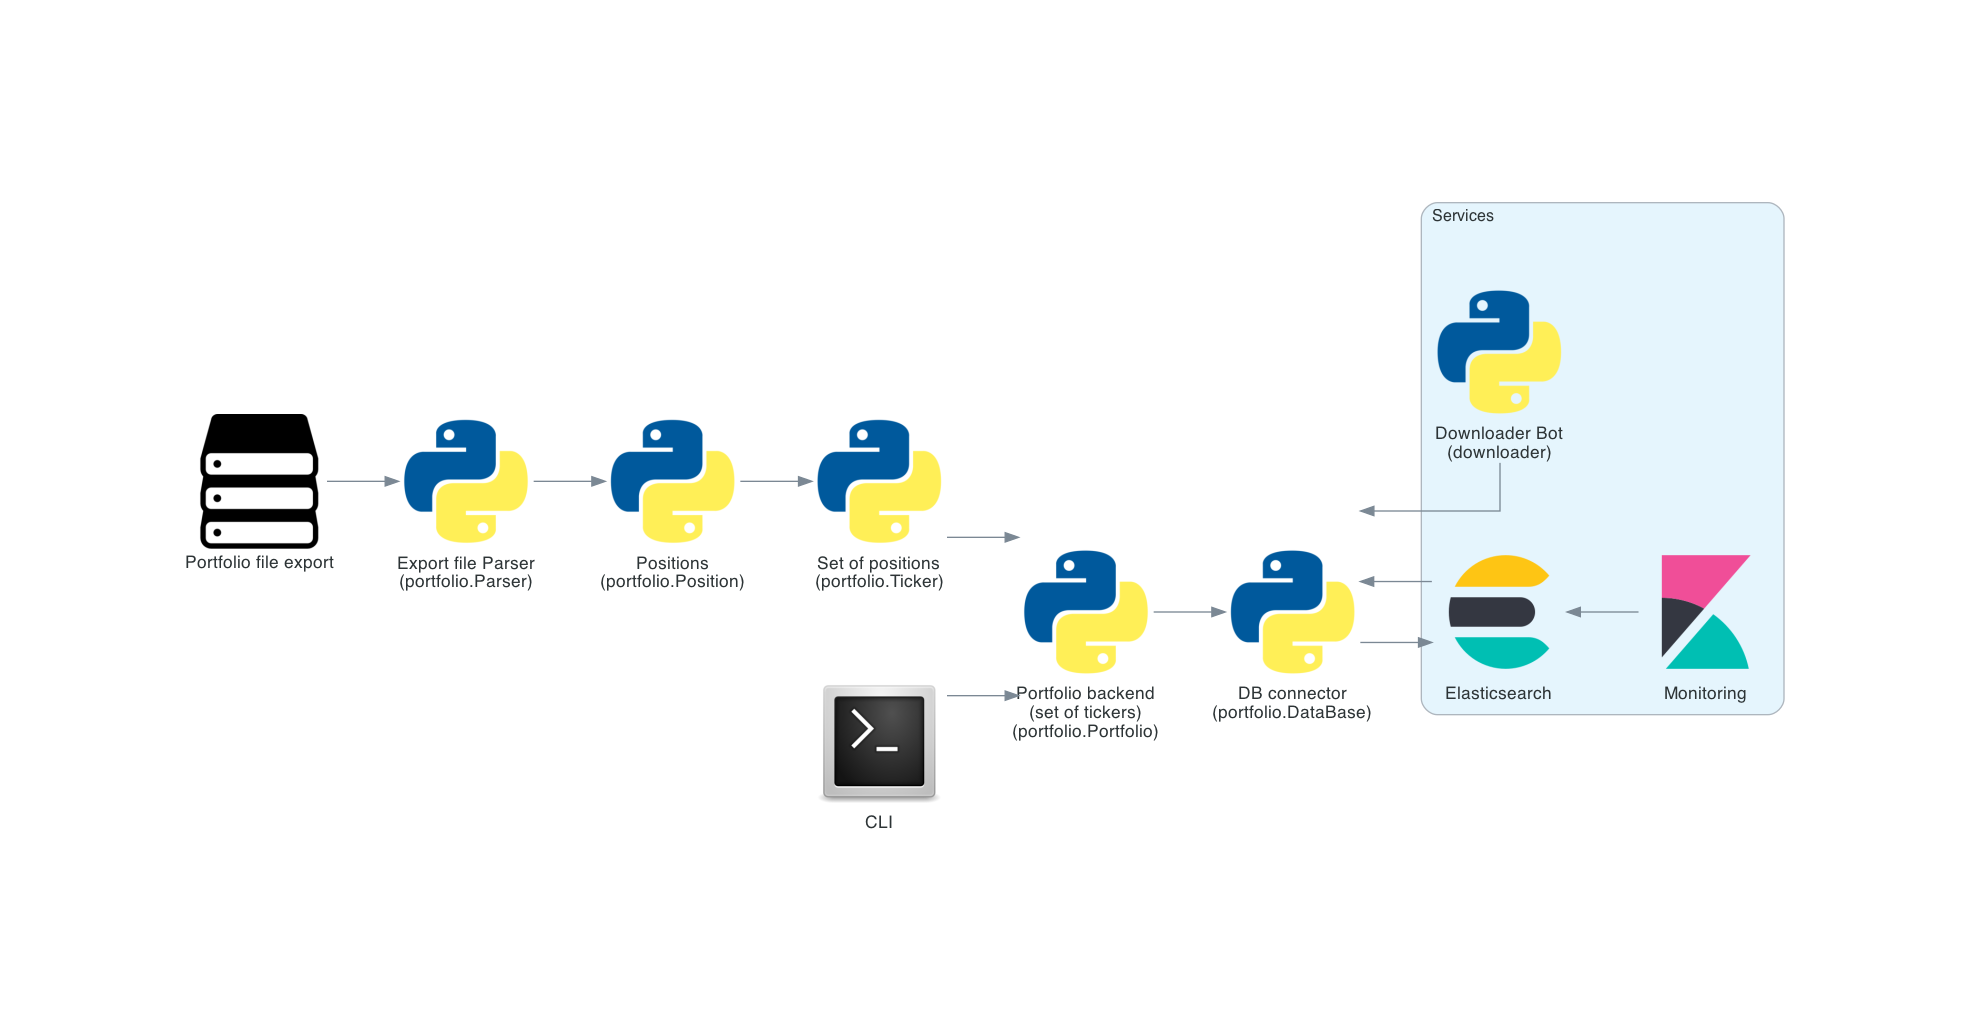 Services
Downloader Bot
(downloader)
Portfolio file export
Export file Parser
(portfolio.Parser)
Positions
(portfolio.Position)
Set of positions
(portfolio.Ticker)
Portfolio backend
(set of tickers)
(portfolio.Portfolio)
DB connector
(portfolio.DataBase)
Elasticsearch
Monitoring
CLI